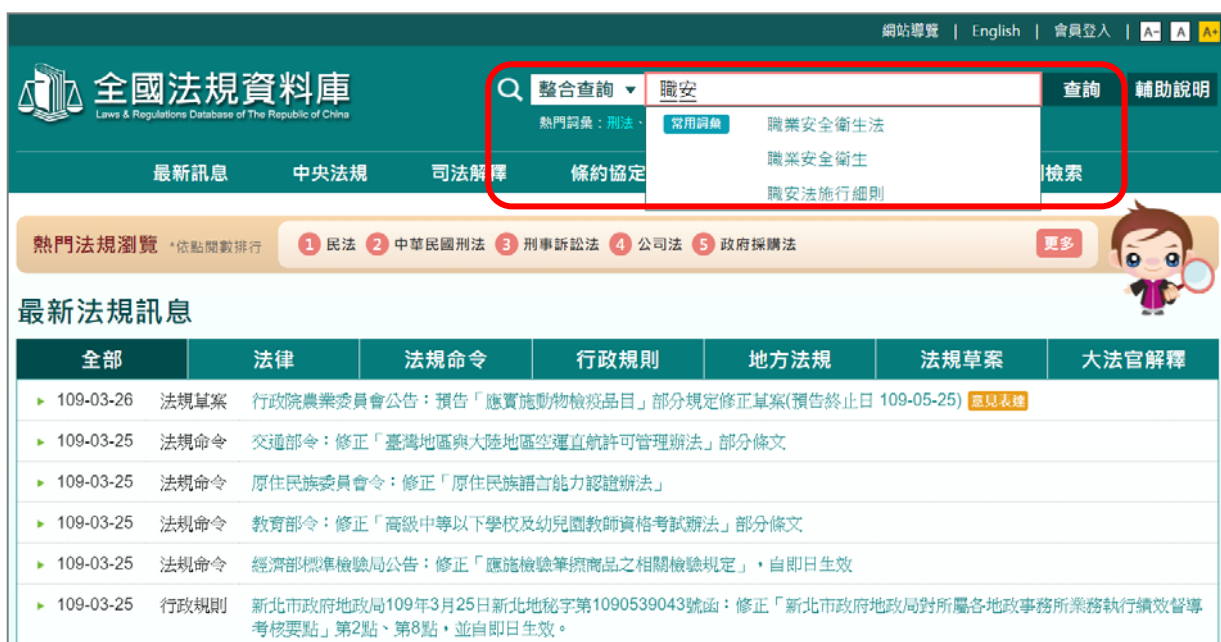 網站導覽 | English | 會員登入 | A- A A+
全國法規資料庫
Laws & Regulations Database of The Republic of China
整合查詢 ▼ 職安 查詢 輔助說明
熱門詞彙：刑法、
常用詞彙 職業安全衛生法
職業安全衛生
職安法施行細則
最新訊息 中央法規 司法解釋 條約協定 檢索
熱門法規瀏覽 *依點閱數排行 1 民法 2 中華民國刑法 3 刑事訴訟法 4 公司法 5 政府採購法 更多
最新法規訊息
全部 法律 法規命令 行政規則 地方法規 法規草案 大法官解釋
109-03-26 法規草案 行政院農業委員會公告：預告「應實施動物檢疫品目」部分規定修正草案(預告終止日 109-05-25) 意見表達
109-03-25 法規命令 交通部令：修正「臺灣地區與大陸地區空運直航許可管理辦法」部分條文
109-03-25 法規命令 原住民族委員會令：修正「原住民族語言能力認證辦法」
109-03-25 法規命令 教育部令：修正「高級中等以下學校及幼兒園教師資格考試辦法」部分條文
109-03-25 法規命令 經濟部標準檢驗局公告：修正「應施檢驗筆擦商品之相關檢驗規定」，自即日生效
109-03-25 行政規則 新北市政府地政局109年3月25日新北地秘字第1090539043號函：修正「新北市政府地政局對所屬各地政事務所業務執行績效督導
考核要點」第2點、第8點，並自即日生效。